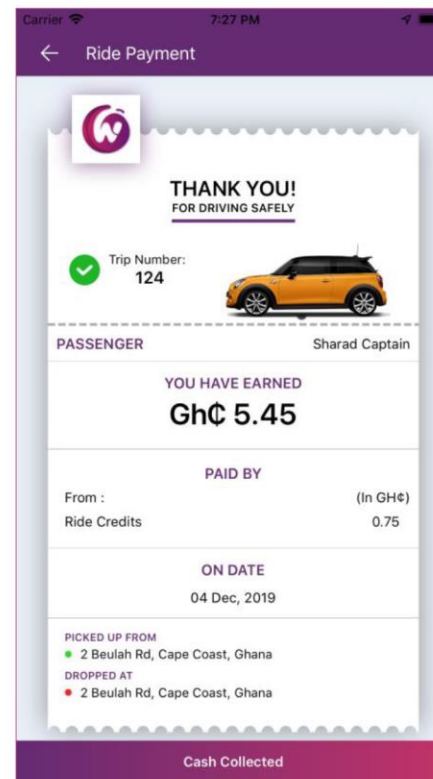 Carrier 7:27 PM
Ride Payment
THANK YOU!
FOR DRIVING SAFELY
Trip Number:
124
PASSENGER Sharad Captain
YOU HAVE EARNED
Gh₵ 5.45
PAID BY
From : (In GH¢)
Ride Credits 0.75
ON DATE
04 Dec, 2019
PICKED UP FROM
2 Beulah Rd, Cape Coast, Ghana
DROPPED AT
2 Beulah Rd, Cape Coast, Ghana
Cash Collected